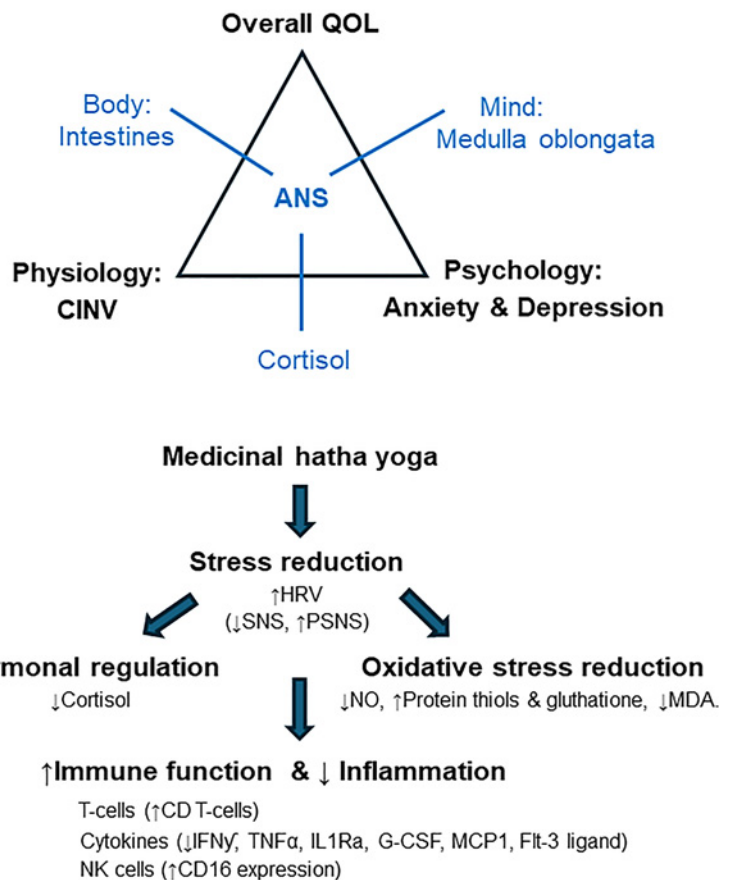 Overall QOL
Body:
Intestines
Mind:
Medulla oblongata
ANS
Physiology:
CINV
Psychology:
Anxiety & Depression
Cortisol
Medicinal hatha yoga
Stress reduction
↑HRV
(↓SNS, ↑PSNS)
monal regulation
↓Cortisol
Oxidative stress reduction
↓NO, ↑Protein thiols & gluthatione, ↓MDA.
↑Immune function & ↓ Inflammation
T-cells (↑CD T-cells)
Cytokines (↓IFNγ, TNFα, IL1Ra, G-CSF, MCP1, Flt-3 ligand)
NK cells (↑CD16 expression)